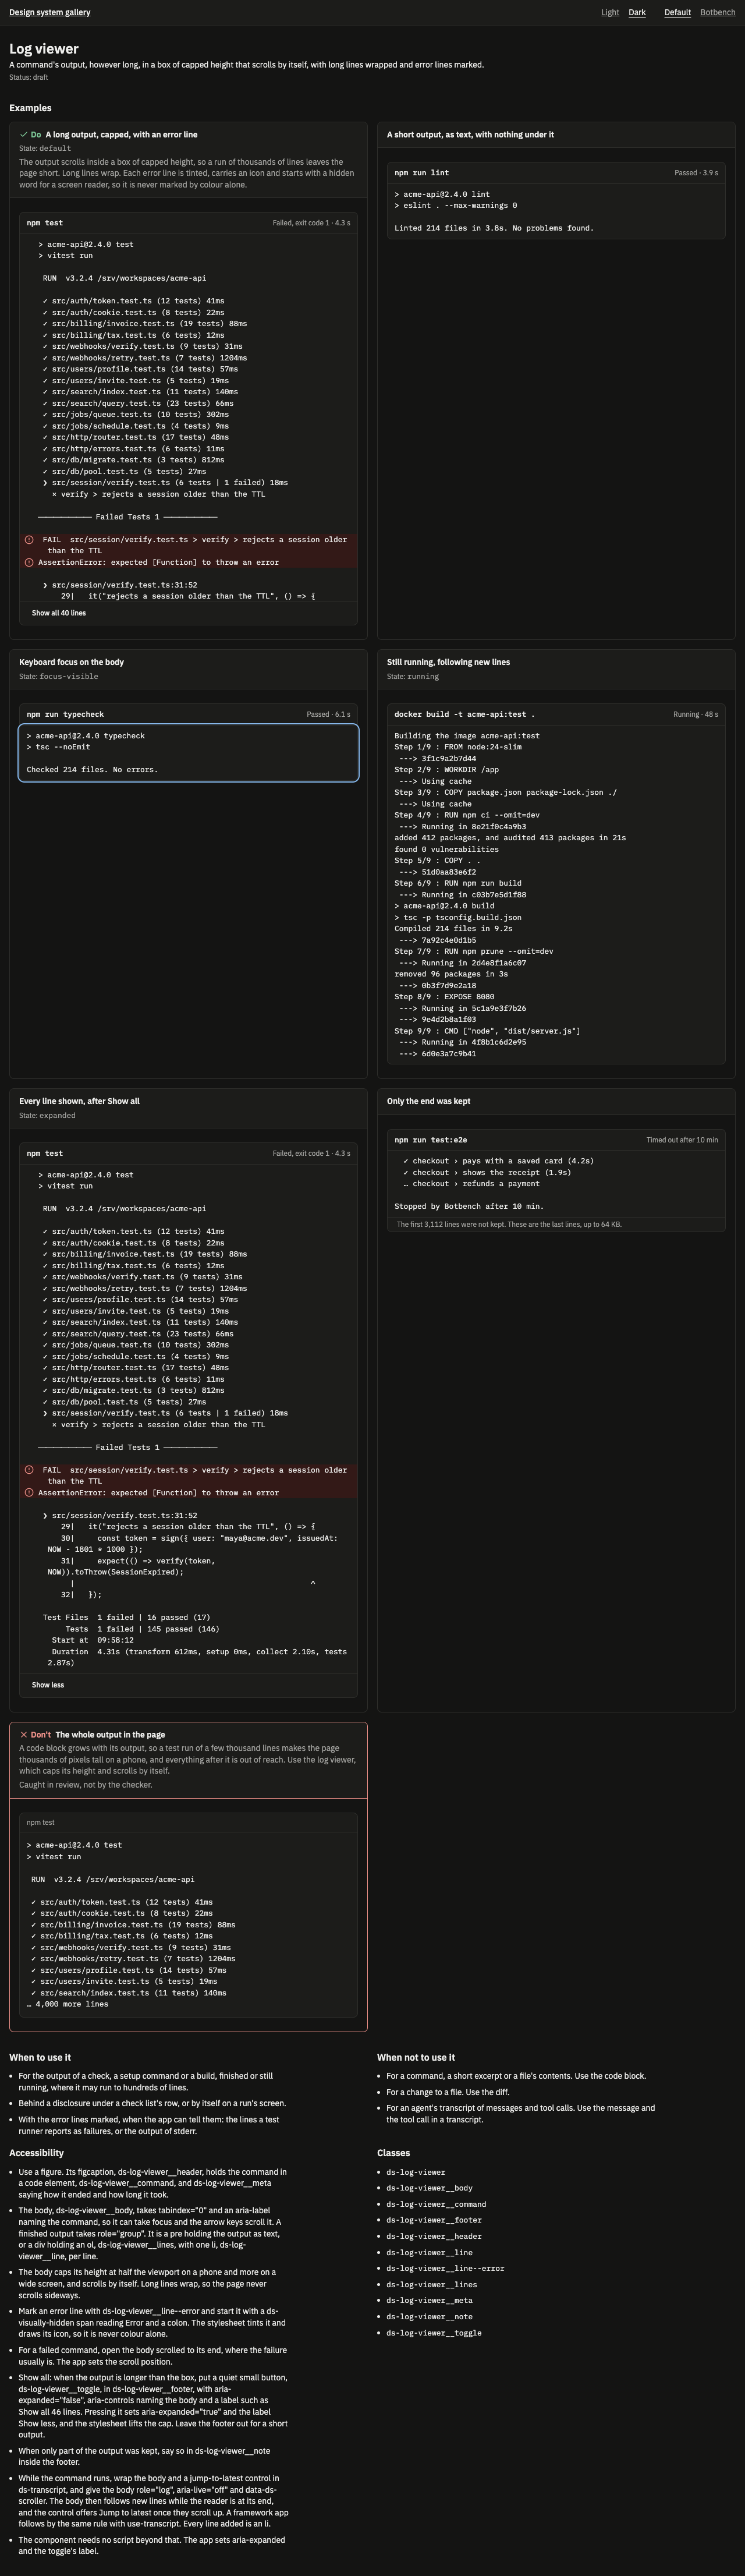 Design system gallery
Light Dark Default Botbench
Log viewer
A command's output, however long, in a box of capped height that scrolls by itself, with long lines wrapped and error lines marked.
Status: draft
Examples
Do A long output, capped, with an error line
State: default
The output scrolls inside a box of capped height, so a run of thousands of lines leaves the
page short. Long lines wrap. Each error line is tinted, carries an icon and starts with a hidden
word for a screen reader, so it is never marked by colour alone.
npm test Failed, exit code 1 · 4.3 s
> acme-api@2.4.0 test
> vitest run
RUN v3.2.4 /srv/workspaces/acme-api
✓ src/auth/token.test.ts (12 tests) 41ms
✓ src/auth/cookie.test.ts (8 tests) 22ms
✓ src/billing/invoice.test.ts (19 tests) 88ms
✓ src/billing/tax.test.ts (6 tests) 12ms
✓ src/webhooks/verify.test.ts (9 tests) 31ms
✓ src/webhooks/retry.test.ts (7 tests) 1204ms
✓ src/users/profile.test.ts (14 tests) 57ms
✓ src/users/invite.test.ts (5 tests) 19ms
✓ src/search/index.test.ts (11 tests) 140ms
✓ src/search/query.test.ts (23 tests) 66ms
✓ src/jobs/queue.test.ts (10 tests) 302ms
✓ src/jobs/schedule.test.ts (4 tests) 9ms
✓ src/http/router.test.ts (17 tests) 48ms
✓ src/http/errors.test.ts (6 tests) 11ms
✓ src/db/migrate.test.ts (3 tests) 812ms
✓ src/db/pool.test.ts (5 tests) 27ms
❯ src/session/verify.test.ts (6 tests | 1 failed) 18ms
× verify > rejects a session older than the TTL
──────────── Failed Tests 1 ────────────
FAIL src/session/verify.test.ts > verify > rejects a session older
than the TTL
AssertionError: expected [Function] to throw an error
❯ src/session/verify.test.ts:31:52
29| it("rejects a session older than the TTL", () => {
Show all 40 lines
A short output, as text, with nothing under it
npm run lint Passed · 3.9 s
> acme-api@2.4.0 lint
> eslint . --max-warnings 0
Linted 214 files in 3.8s. No problems found.
Keyboard focus on the body
State: focus-visible
npm run typecheck Passed · 6.1 s
> acme-api@2.4.0 typecheck
> tsc --noEmit
Checked 214 files. No errors.
Still running, following new lines
State: running
docker build -t acme-api:test . Running · 48 s
Building the image acme-api:test
Step 1/9 : FROM node:24-slim
---> 3f1c9a2b7d44
Step 2/9 : WORKDIR /app
---> Using cache
Step 3/9 : COPY package.json package-lock.json ./
---> Using cache
Step 4/9 : RUN npm ci --omit=dev
---> Running in 8e21f0c4a9b3
added 412 packages, and audited 413 packages in 21s
found 0 vulnerabilities
Step 5/9 : COPY . .
---> 51d0aa83e6f2
Step 6/9 : RUN npm run build
---> Running in c03b7e5d1f88
> acme-api@2.4.0 build
> tsc -p tsconfig.build.json
Compiled 214 files in 9.2s
---> 7a92c4e0d1b5
Step 7/9 : RUN npm prune --omit=dev
---> Running in 2d4e8f1a6c07
removed 96 packages in 3s
---> 0b3f7d9e2a18
Step 8/9 : EXPOSE 8080
---> Running in 5c1a9e3f7b26
---> 9e4d2b8a1f03
Step 9/9 : CMD ["node", "dist/server.js"]
---> Running in 4f8b1c6d2e95
---> 6d0e3a7c9b41
Every line shown, after Show all
State: expanded
npm test Failed, exit code 1 · 4.3 s
> acme-api@2.4.0 test
> vitest run
RUN v3.2.4 /srv/workspaces/acme-api
✓ src/auth/token.test.ts (12 tests) 41ms
✓ src/auth/cookie.test.ts (8 tests) 22ms
✓ src/billing/invoice.test.ts (19 tests) 88ms
✓ src/billing/tax.test.ts (6 tests) 12ms
✓ src/webhooks/verify.test.ts (9 tests) 31ms
✓ src/webhooks/retry.test.ts (7 tests) 1204ms
✓ src/users/profile.test.ts (14 tests) 57ms
✓ src/users/invite.test.ts (5 tests) 19ms
✓ src/search/index.test.ts (11 tests) 140ms
✓ src/search/query.test.ts (23 tests) 66ms
✓ src/jobs/queue.test.ts (10 tests) 302ms
✓ src/jobs/schedule.test.ts (4 tests) 9ms
✓ src/http/router.test.ts (17 tests) 48ms
✓ src/http/errors.test.ts (6 tests) 11ms
✓ src/db/migrate.test.ts (3 tests) 812ms
✓ src/db/pool.test.ts (5 tests) 27ms
❯ src/session/verify.test.ts (6 tests | 1 failed) 18ms
× verify > rejects a session older than the TTL
──────────── Failed Tests 1 ────────────
FAIL src/session/verify.test.ts > verify > rejects a session older
than the TTL
AssertionError: expected [Function] to throw an error
❯ src/session/verify.test.ts:31:52
29| it("rejects a session older than the TTL", () => {
30| const token = sign({ user: "maya@acme.dev", issuedAt:
NOW - 1801 * 1000 });
31| expect(() => verify(token,
NOW)).toThrow(SessionExpired);
| ^
32| });
Test Files 1 failed | 16 passed (17)
Tests 1 failed | 145 passed (146)
Start at 09:58:12
Duration 4.31s (transform 612ms, setup 0ms, collect 2.10s, tests
2.87s)
Show less
Only the end was kept
npm run test:e2e Timed out after 10 min
✓ checkout › pays with a saved card (4.2s)
✓ checkout › shows the receipt (1.9s)
… checkout › refunds a payment
Stopped by Botbench after 10 min.
The first 3,112 lines were not kept. These are the last lines, up to 64 KB.
Don't The whole output in the page
A code block grows with its output, so a test run of a few thousand lines makes the page
thousands of pixels tall on a phone, and everything after it is out of reach. Use the log viewer,
which caps its height and scrolls by itself.
Caught in review, not by the checker.
npm test
> acme-api@2.4.0 test
> vitest run
RUN v3.2.4 /srv/workspaces/acme-api
✓ src/auth/token.test.ts (12 tests) 41ms
✓ src/auth/cookie.test.ts (8 tests) 22ms
✓ src/billing/invoice.test.ts (19 tests) 88ms
✓ src/billing/tax.test.ts (6 tests) 12ms
✓ src/webhooks/verify.test.ts (9 tests) 31ms
✓ src/webhooks/retry.test.ts (7 tests) 1204ms
✓ src/users/profile.test.ts (14 tests) 57ms
✓ src/users/invite.test.ts (5 tests) 19ms
✓ src/search/index.test.ts (11 tests) 140ms
… 4,000 more lines
When to use it
• For the output of a check, a setup command or a build, finished or still
running, where it may run to hundreds of lines.
• Behind a disclosure under a check list's row, or by itself on a run's screen.
• With the error lines marked, when the app can tell them: the lines a test
runner reports as failures, or the output of stderr.
When not to use it
• For a command, a short excerpt or a file's contents. Use the code block.
• For a change to a file. Use the diff.
• For an agent's transcript of messages and tool calls. Use the message and
the tool call in a transcript.
Accessibility
• Use a figure. Its figcaption, ds-log-viewer__header, holds the command in
a code element, ds-log-viewer__command, and ds-log-viewer__meta
saying how it ended and how long it took.
• The body, ds-log-viewer__body, takes tabindex="0" and an aria-label
naming the command, so it can take focus and the arrow keys scroll it. A
finished output takes role="group". It is a pre holding the output as text,
or a div holding an ol, ds-log-viewer__lines, with one li, ds-log-
viewer__line, per line.
• The body caps its height at half the viewport on a phone and more on a
wide screen, and scrolls by itself. Long lines wrap, so the page never
scrolls sideways.
• Mark an error line with ds-log-viewer__line--error and start it with a ds-
visually-hidden span reading Error and a colon. The stylesheet tints it and
draws its icon, so it is never colour alone.
• For a failed command, open the body scrolled to its end, where the failure
usually is. The app sets the scroll position.
• Show all: when the output is longer than the box, put a quiet small button,
ds-log-viewer__toggle, in ds-log-viewer__footer, with aria-
expanded="false", aria-controls naming the body and a label such as
Show all 46 lines. Pressing it sets aria-expanded="true" and the label
Show less, and the stylesheet lifts the cap. Leave the footer out for a short
output.
• When only part of the output was kept, say so in ds-log-viewer__note
inside the footer.
• While the command runs, wrap the body and a jump-to-latest control in
ds-transcript, and give the body role="log", aria-live="off" and data-ds-
scroller. The body then follows new lines while the reader is at its end,
and the control offers Jump to latest once they scroll up. A framework app
follows by the same rule with use-transcript. Every line added is an li.
• The component needs no script beyond that. The app sets aria-expanded
and the toggle's label.
Classes
• ds-log-viewer
• ds-log-viewer__body
• ds-log-viewer__command
• ds-log-viewer__footer
• ds-log-viewer__header
• ds-log-viewer__line
• ds-log-viewer__line--error
• ds-log-viewer__lines
• ds-log-viewer__meta
• ds-log-viewer__note
• ds-log-viewer__toggle